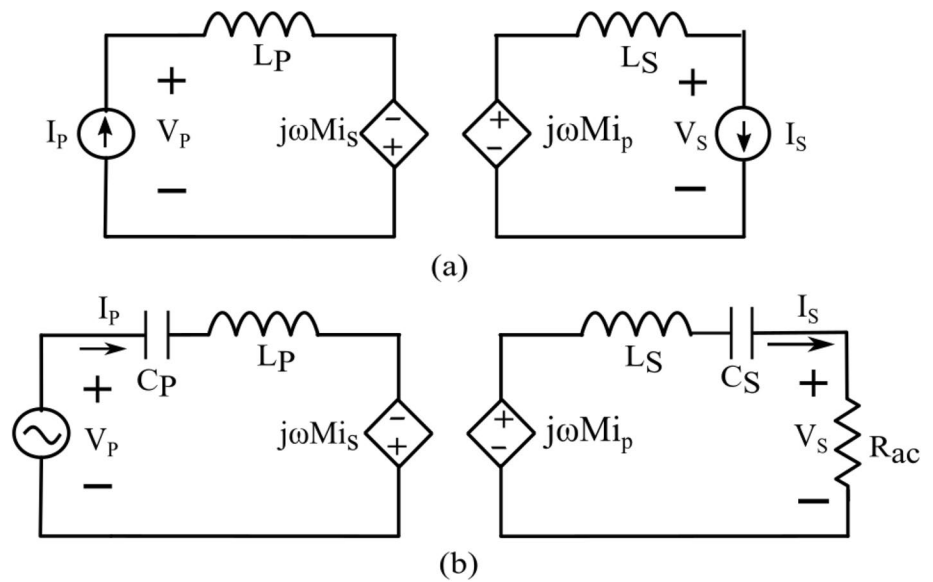 L_P L_S
I_P + V_P − jωMi_s − + + − jωMi_p + V_S − I_S
(a)
I_P I_S
C_P L_P L_S C_S
+ V_P − − + jωMi_s + − jωMi_p + V_S − R_ac
(b)